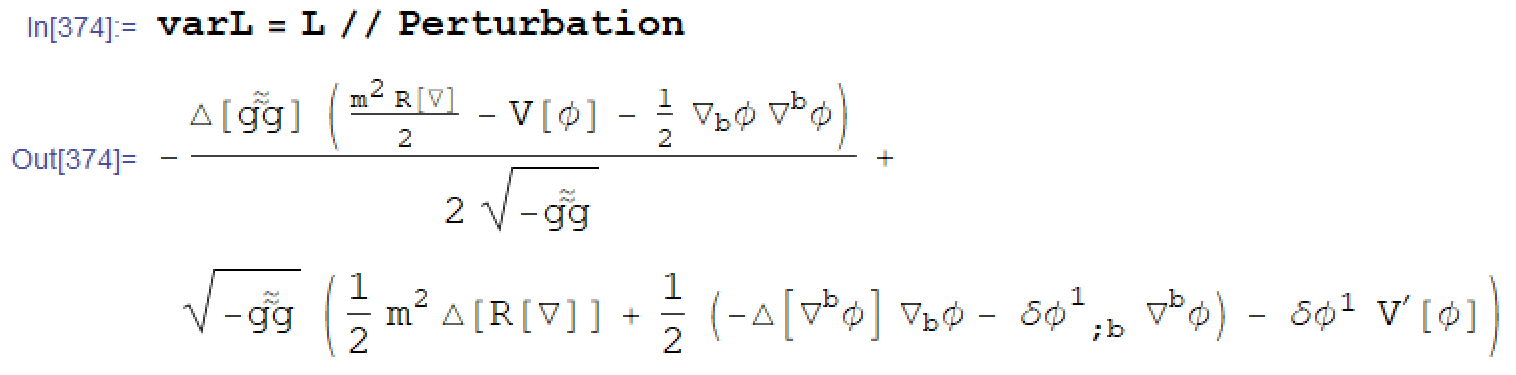 In[374]:= varL = L // Perturbation
Out[374]= - (△[g̃̃g] (m² R[▽]/2 - V[ϕ] - 1/2 ▽_bϕ ▽^bϕ)) / (2 √(-g̃̃g)) +
√(-g̃̃g) (1/2 m² △[R[▽]] + 1/2 (-△[▽^bϕ] ▽_bϕ - δϕ¹_;b ▽^bϕ) - δϕ¹ V′[ϕ])